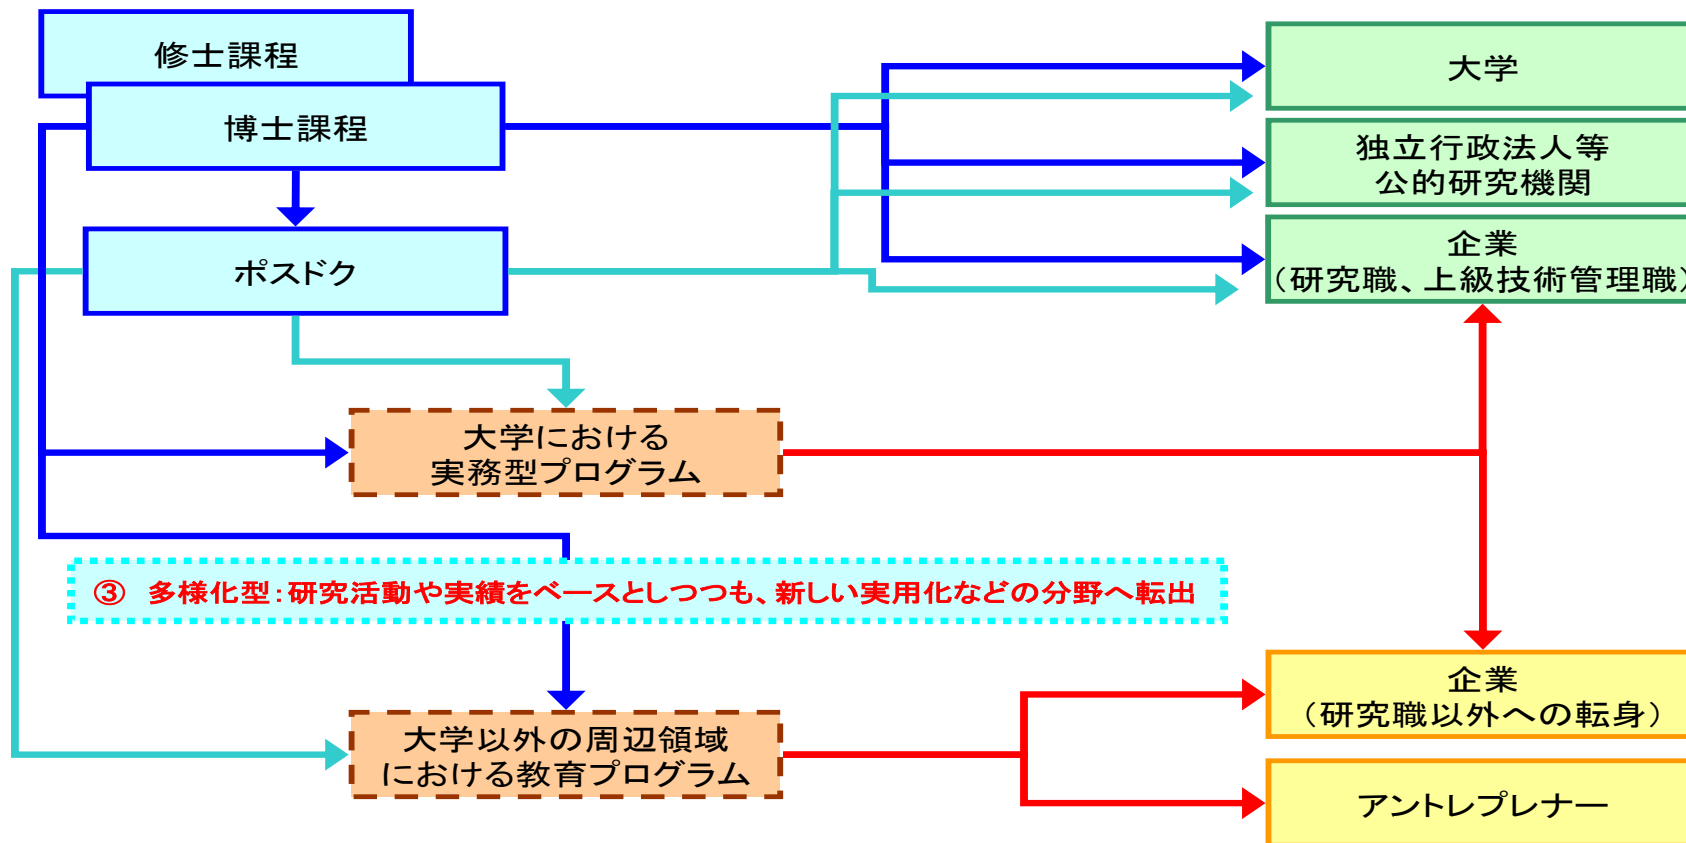 修士課程
博士課程
ポスドク
大学
独立行政法人等
公的研究機関
企業
（研究職、上級技術管理職）
大学における
実務型プログラム
③ 多様化型：研究活動や実績をベースとしつつも、新しい実用化などの分野へ転出
大学以外の周辺領域
における教育プログラム
企業
（研究職以外への転身）
アントレプレナー